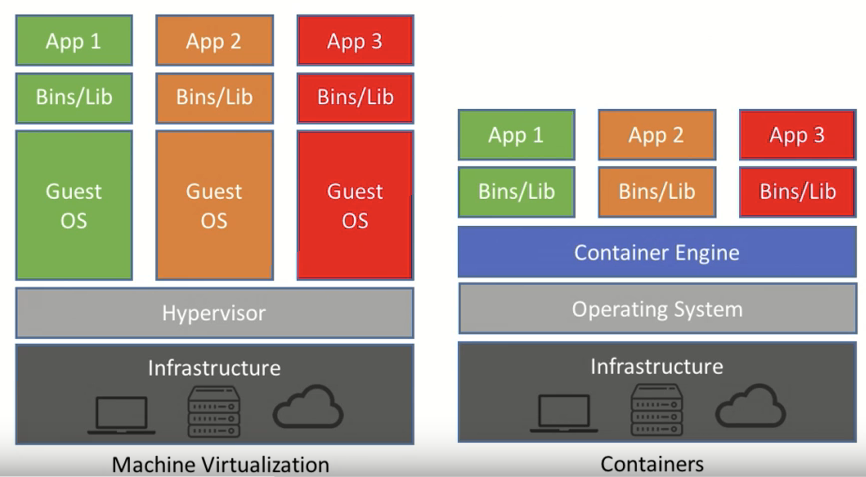 App 1
App 2
App 3
Bins/Lib
Bins/Lib
Bins/Lib
Guest
OS
Guest
OS
Guest
OS
Hypervisor
Infrastructure
Machine Virtualization
App 1
App 2
App 3
Bins/Lib
Bins/Lib
Bins/Lib
Container Engine
Operating System
Infrastructure
Containers